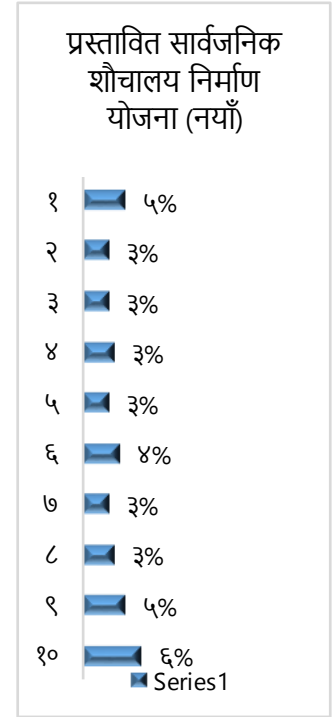 प्रस्तावित सार्वजनिक
शौचालय निर्माण
योजना (नयाँ)
१ ५%
२ ३%
३ ३%
४ ३%
५ ३%
६ ४%
७ ३%
८ ३%
९ ५%
१० ६%
Series1